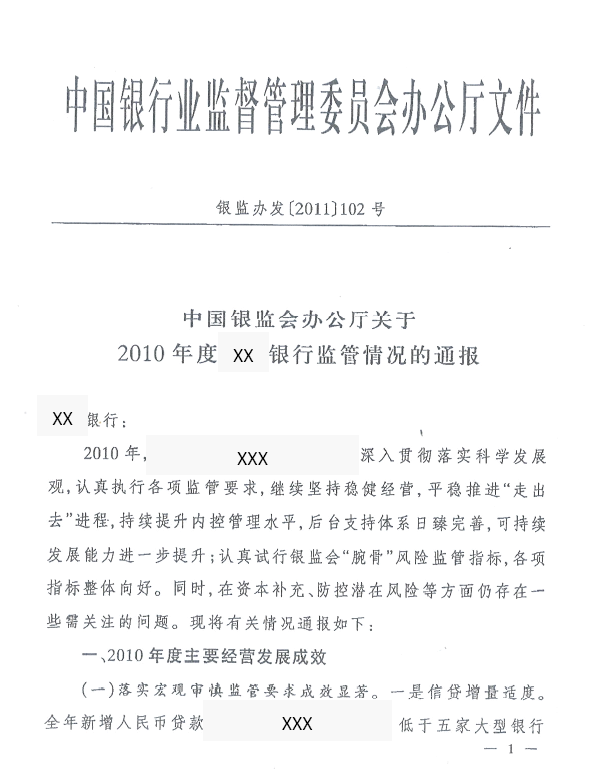 中国银行业监督管理委员会办公厅文件
银监办发〔2011〕102 号
中国银监会办公厅关于
2010 年度 XX 银行监管情况的通报
XX 银行：
2010 年, XXX 深入贯彻落实科学发展
观,认真执行各项监管要求,继续坚持稳健经营,平稳推进“走出
去”进程,持续提升内控管理水平,后台支持体系日臻完善,可持续
发展能力进一步提升;认真试行银监会“腕骨”风险监管指标,各项
指标整体向好。同时,在资本补充、防控潜在风险等方面仍存在一
些需关注的问题。现将有关情况通报如下:
一、2010 年度主要经营发展成效
(一)落实宏观审慎监管要求成效显著。一是信贷增量适度。
全年新增人民币贷款 XXX 低于五家大型银行
— 1 —